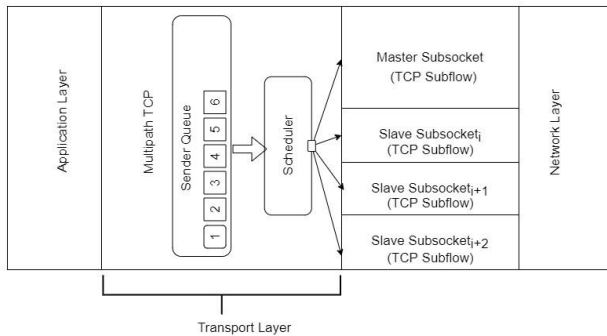 Application Layer
Multipath TCP
Sender Queue
6
5
4
3
2
1
Scheduler
Master Subsocket
(TCP Subflow)
Slave Subsocketi
(TCP Subflow)
Slave Subsocketi+1
(TCP Subflow)
Slave Subsocketi+2
(TCP Subflow)
Network Layer
Transport Layer